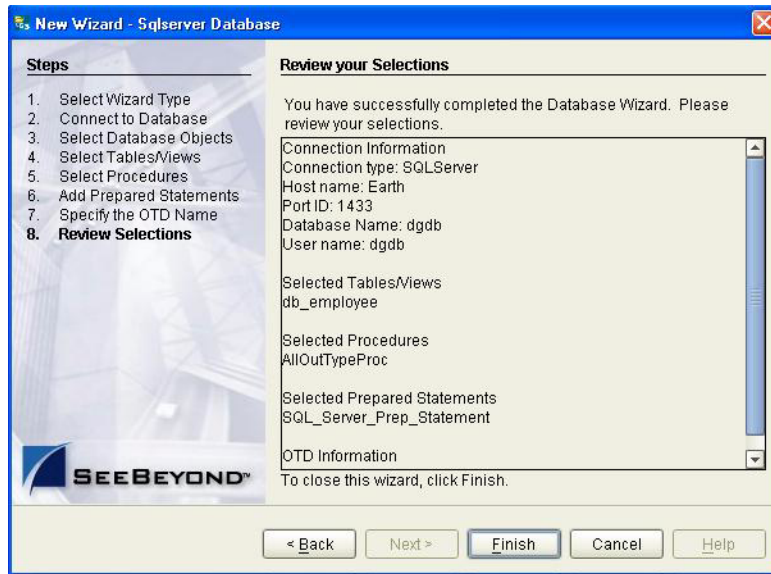 New Wizard - Sqlserver Database
Steps
1. Select Wizard Type
2. Connect to Database
3. Select Database Objects
4. Select Tables/Views
5. Select Procedures
6. Add Prepared Statements
7. Specify the OTD Name
8. Review Selections
SEEBEYOND™
Review your Selections
You have successfully completed the Database Wizard. Please
review your selections.
Connection Information
Connection type: SQLServer
Host name: Earth
Port ID: 1433
Database Name: dgdb
User name: dgdb
Selected Tables/Views
db_employee
Selected Procedures
AllOutTypeProc
Selected Prepared Statements
SQL_Server_Prep_Statement
OTD Information
To close this wizard, click Finish.
< Back Next > Finish Cancel Help